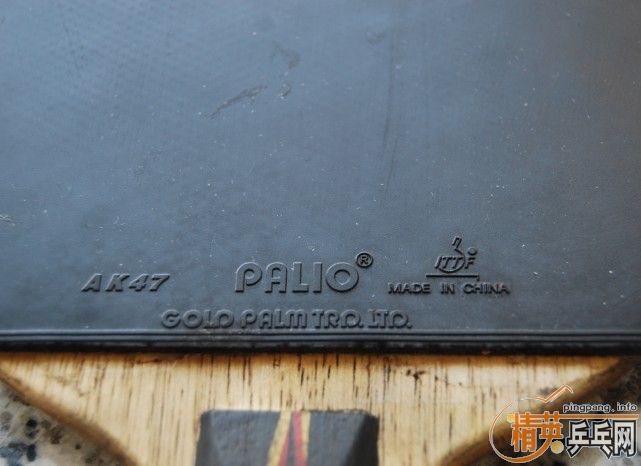 AK47 PALIO® ITTF
MADE IN CHINA
GOLD PALM TRD. LTD.
pingpang.info
精英乒乓网